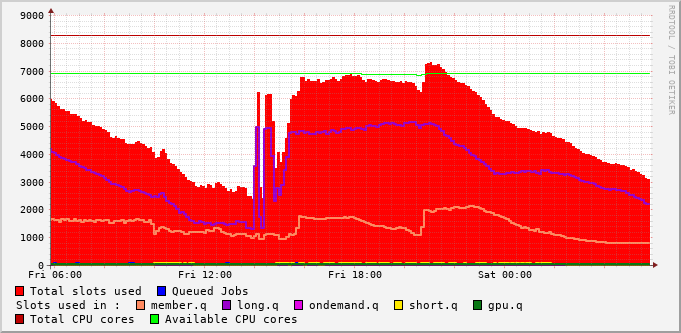 9000
8000
7000
6000
5000
4000
3000
2000
1000
0
Fri 06:00 Fri 12:00 Fri 18:00 Sat 00:00
Total slots used Queued Jobs
Slots used in : member.q long.q ondemand.q short.q gpu.q
Total CPU cores Available CPU cores
RRDTOOL / TOBI OETIKER